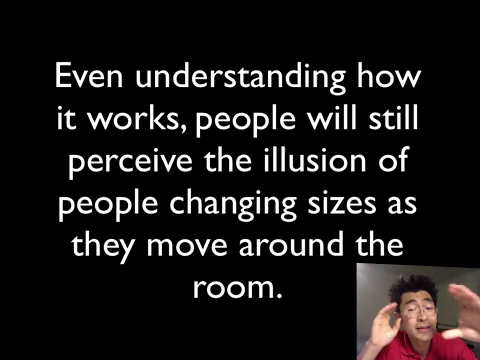 Even understanding how
it works, people will still
perceive the illusion of
people changing sizes as
they move around the
room.